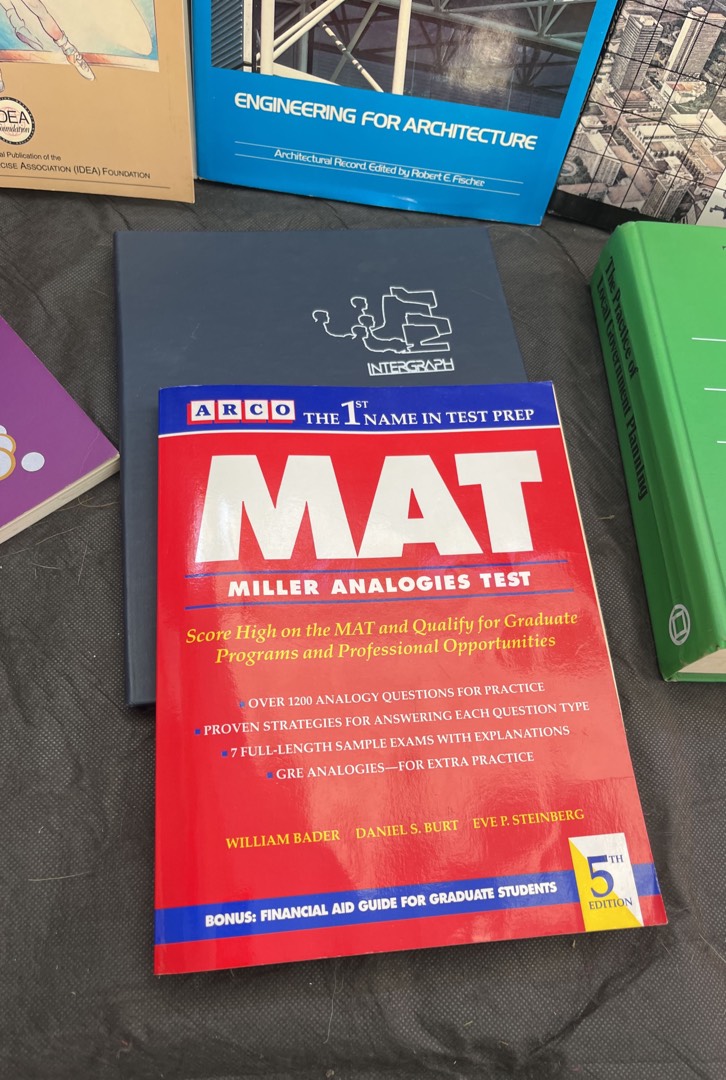 IDEA
Foundation
al Publication of the
CISE ASSOCIATION (IDEA) FOUNDATION
ENGINEERING FOR ARCHITECTURE
Architectural Record. Edited by Robert E. Fischer
INTERGRAPH
The Practice of
Local Government Planning
ARCO THE 1ST NAME IN TEST PREP
MAT
MILLER ANALOGIES TEST
Score High on the MAT and Qualify for Graduate
Programs and Professional Opportunities
▪ OVER 1200 ANALOGY QUESTIONS FOR PRACTICE
▪ PROVEN STRATEGIES FOR ANSWERING EACH QUESTION TYPE
▪ 7 FULL-LENGTH SAMPLE EXAMS WITH EXPLANATIONS
▪ GRE ANALOGIES—FOR EXTRA PRACTICE
WILLIAM BADER DANIEL S. BURT EVE P. STEINBERG
5TH
EDITION
BONUS: FINANCIAL AID GUIDE FOR GRADUATE STUDENTS